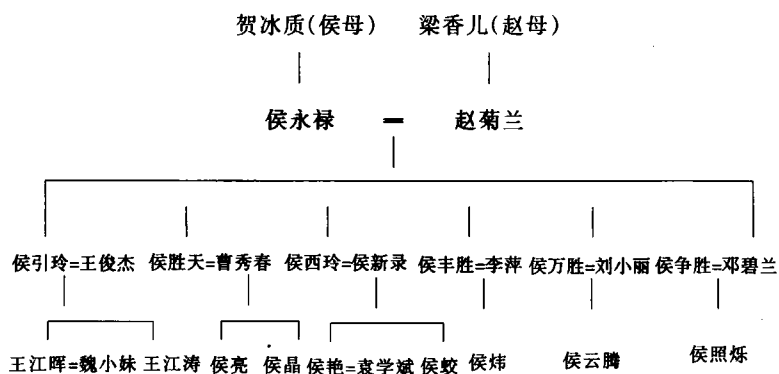 贺冰质(侯母) 梁香儿(赵母)
侯永禄 = 赵菊兰
侯引玲=王俊杰 侯胜天=曹秀春 侯西玲=侯新录 侯丰胜=李萍 侯万胜=刘小丽 侯争胜=邓碧兰
王江晖=魏小妹 王江涛 侯亮 侯晶 侯艳=袁学斌 侯蛟 侯炜 侯云腾 侯照烁